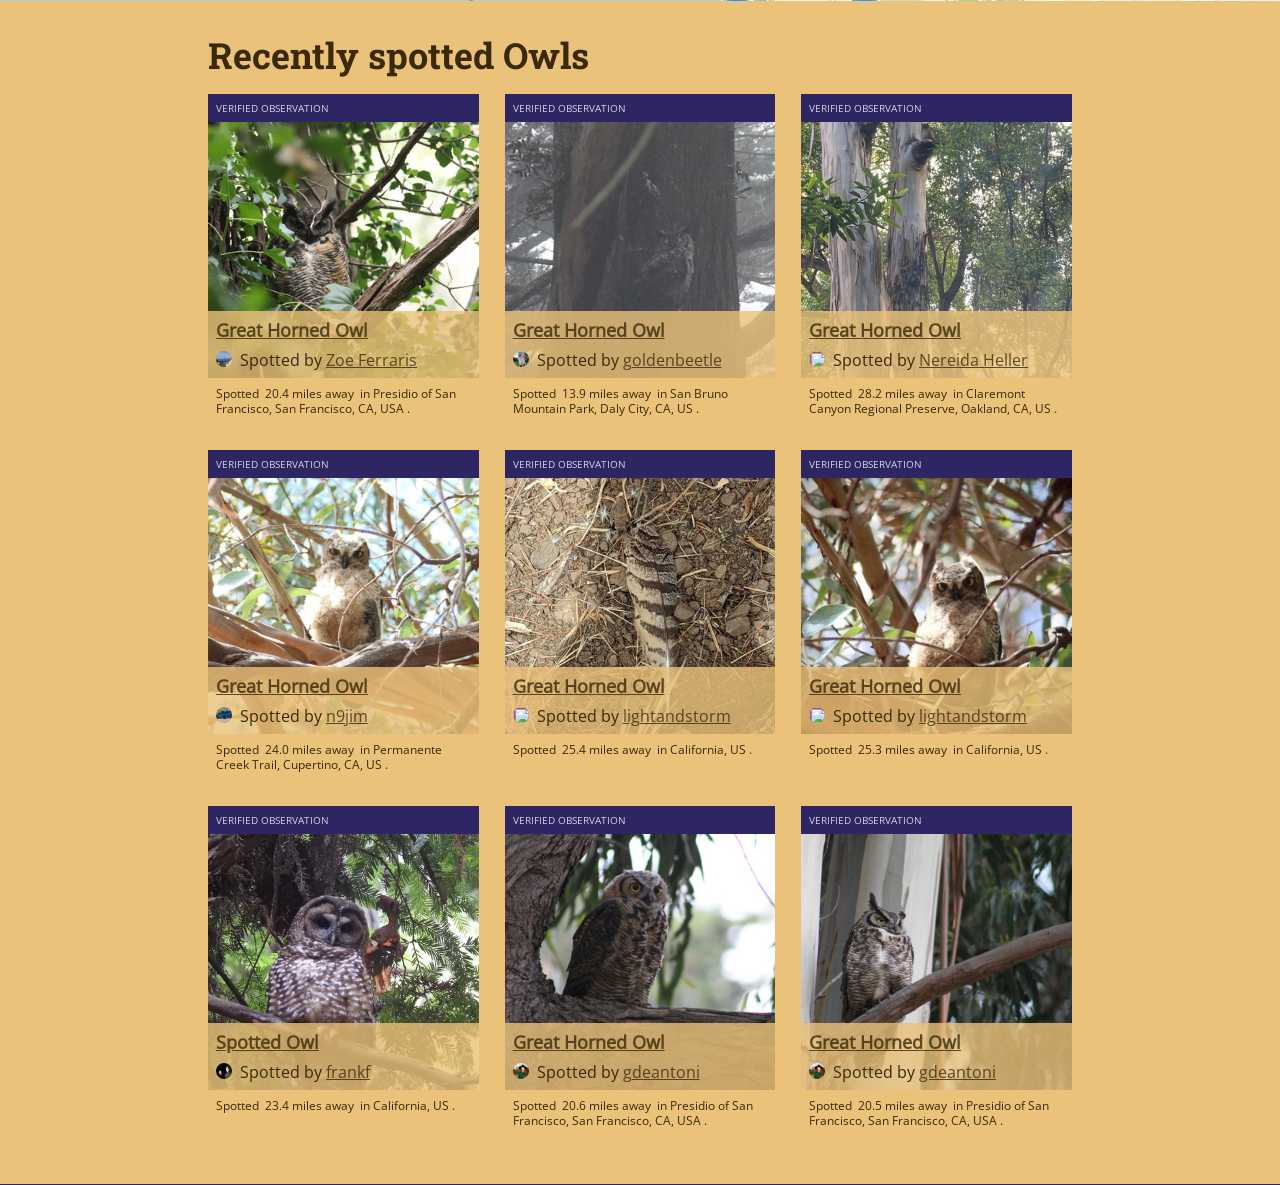 Recently spotted Owls
VERIFIED OBSERVATION
Great Horned Owl
Spotted by Zoe Ferraris
Spotted 20.4 miles away in Presidio of San
Francisco, San Francisco, CA, USA .
VERIFIED OBSERVATION
Great Horned Owl
Spotted by goldenbeetle
Spotted 13.9 miles away in San Bruno
Mountain Park, Daly City, CA, US .
VERIFIED OBSERVATION
Great Horned Owl
Spotted by Nereida Heller
Spotted 28.2 miles away in Claremont
Canyon Regional Preserve, Oakland, CA, US .
VERIFIED OBSERVATION
Great Horned Owl
Spotted by n9jim
Spotted 24.0 miles away in Permanente
Creek Trail, Cupertino, CA, US .
VERIFIED OBSERVATION
Great Horned Owl
Spotted by lightandstorm
Spotted 25.4 miles away in California, US .
VERIFIED OBSERVATION
Great Horned Owl
Spotted by lightandstorm
Spotted 25.3 miles away in California, US .
VERIFIED OBSERVATION
Spotted Owl
Spotted by frankf
Spotted 23.4 miles away in California, US .
VERIFIED OBSERVATION
Great Horned Owl
Spotted by gdeantoni
Spotted 20.6 miles away in Presidio of San
Francisco, San Francisco, CA, USA .
VERIFIED OBSERVATION
Great Horned Owl
Spotted by gdeantoni
Spotted 20.5 miles away in Presidio of San
Francisco, San Francisco, CA, USA .